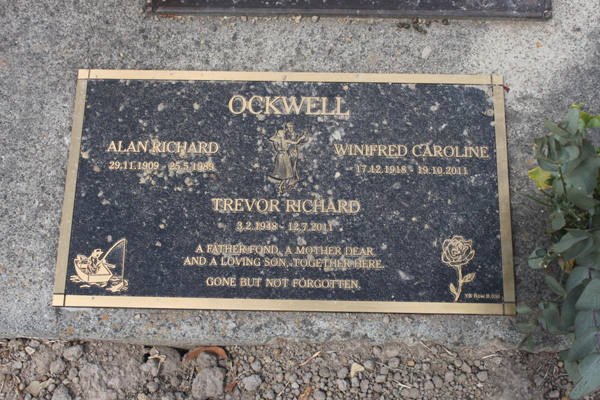 OCKWELL
ALAN RICHARD
29.11.1909 - 25.5.1983
WINIFRED CAROLINE
17.12.1918 - 19.10.2011
TREVOR RICHARD
3.2.1948 - 12.7.2011
A FATHER FOND, A MOTHER DEAR
AND A LOVING SON, TOGETHER HERE.
GONE BUT NOT FORGOTTEN.